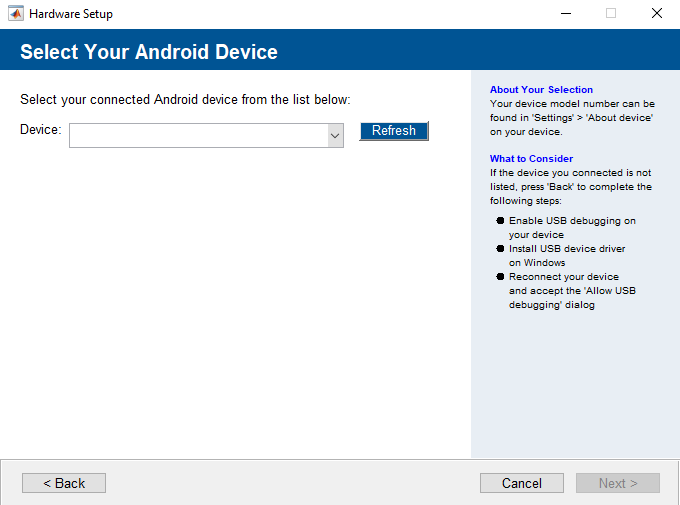 Hardware Setup
Select Your Android Device
Select your connected Android device from the list below:
Device:
Refresh
About Your Selection
Your device model number can be
found in 'Settings' > 'About device'
on your device.
What to Consider
If the device you connected is not
listed, press 'Back' to complete the
following steps:
Enable USB debugging on
your device
Install USB device driver
on Windows
Reconnect your device
and accept the 'Allow USB
debugging' dialog
< Back
Cancel
Next >